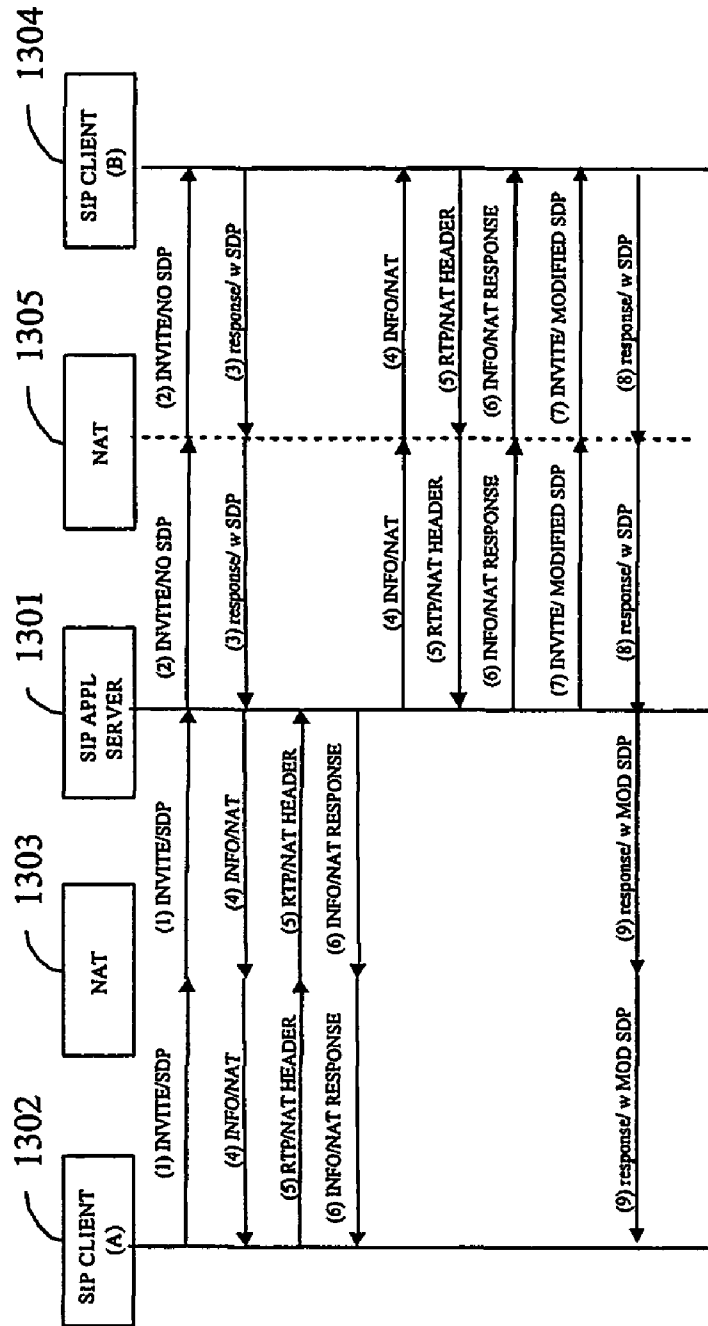 1302
1303
1301
1305
1304
SIP CLIENT
(A)
NAT
SIP APPL
SERVER
NAT
SIP CLIENT
(B)
(1) INVITE/SDP
(1) INVITE/SDP
(2) INVITE/NO SDP
(2) INVITE/NO SDP
(4) INFO/NAT
(4) INFO/NAT
(3) response/ w SDP
(3) response/ w SDP
(5) RTP/NAT HEADER
(5) RTP/NAT HEADER
(6) INFO/NAT RESPONSE
(6) INFO/NAT RESPONSE
(4) INFO/NAT
(4) INFO/NAT
(5) RTP/NAT HEADER
(5) RTP/NAT HEADER
(6) INFO/NAT RESPONSE
(6) INFO/NAT RESPONSE
(7) INVITE/ MODIFIED SDP
(7) INVITE/ MODIFIED SDP
(9) response/ w MOD SDP
(9) response/ w MOD SDP
(8) response/ w SDP
(8) response/ w SDP